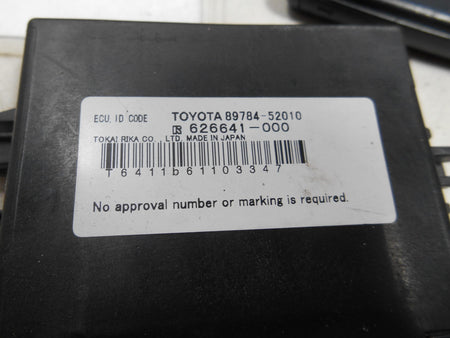 ECU, ID CODE TOYOTA 89784-52010
626641-000
TOKAI RIKA CO., LTD. MADE IN JAPAN
T6411b61103347
No approval number or marking is required.